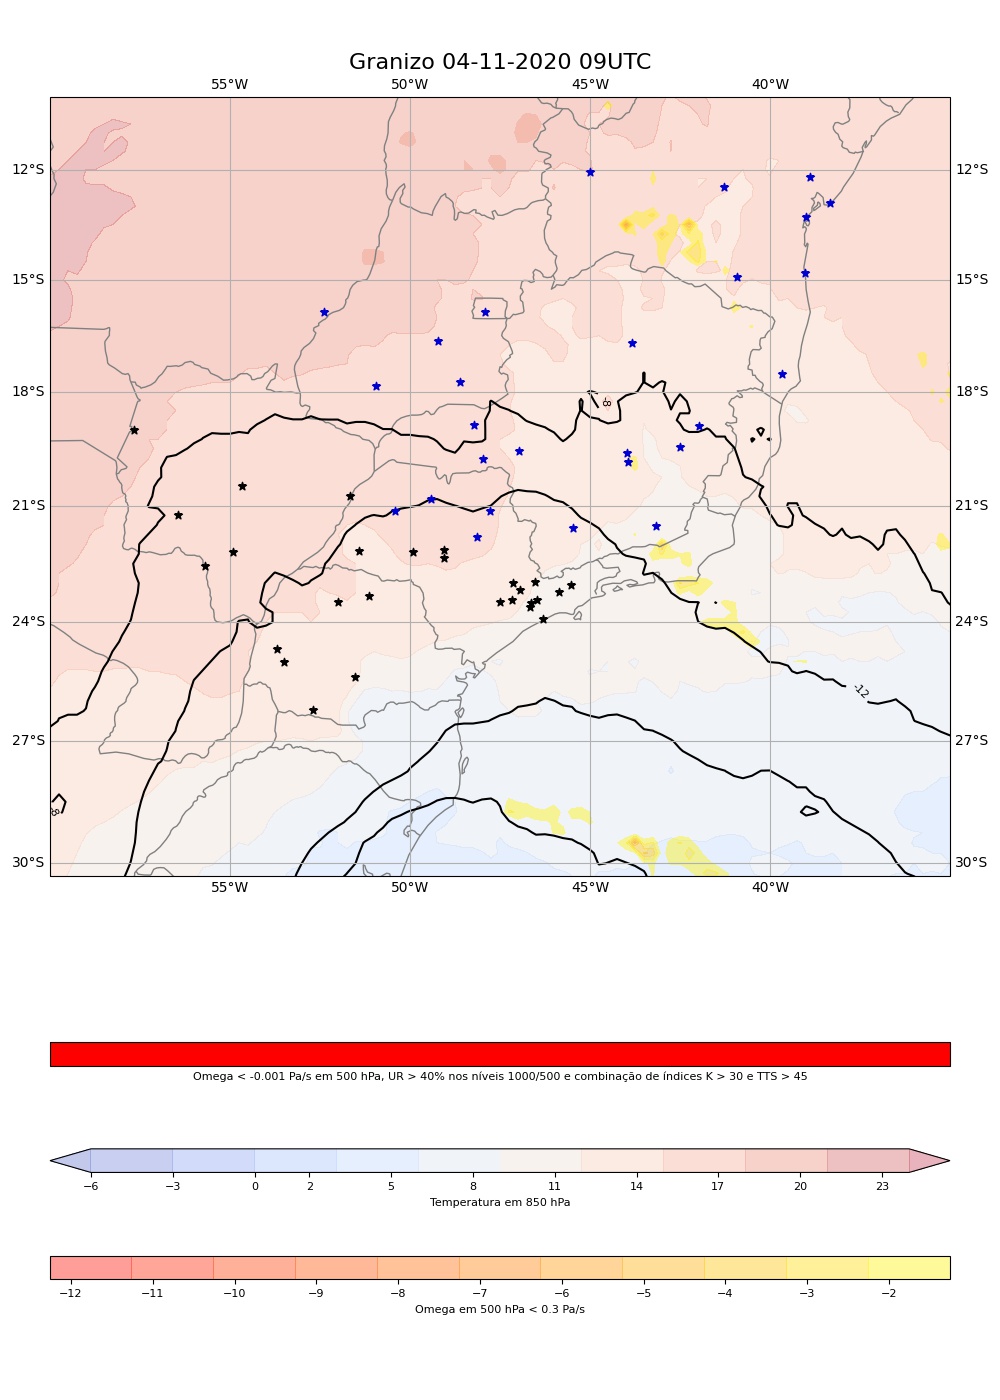 Granizo 04-11-2020 09UTC
55°W 50°W 45°W 40°W
12°S 12°S
15°S 15°S
18°S 18°S
-8
21°S 21°S
24°S 24°S
-12
27°S 27°S
-8
30°S 30°S
55°W 50°W 45°W 40°W
Omega < -0.001 Pa/s em 500 hPa, UR > 40% nos níveis 1000/500 e combinação de índices K > 30 e TTS > 45
−6 −3 0 2 5 8 11 14 17 20 23
Temperatura em 850 hPa
−12 −11 −10 −9 −8 −7 −6 −5 −4 −3 −2
Omega em 500 hPa < 0.3 Pa/s